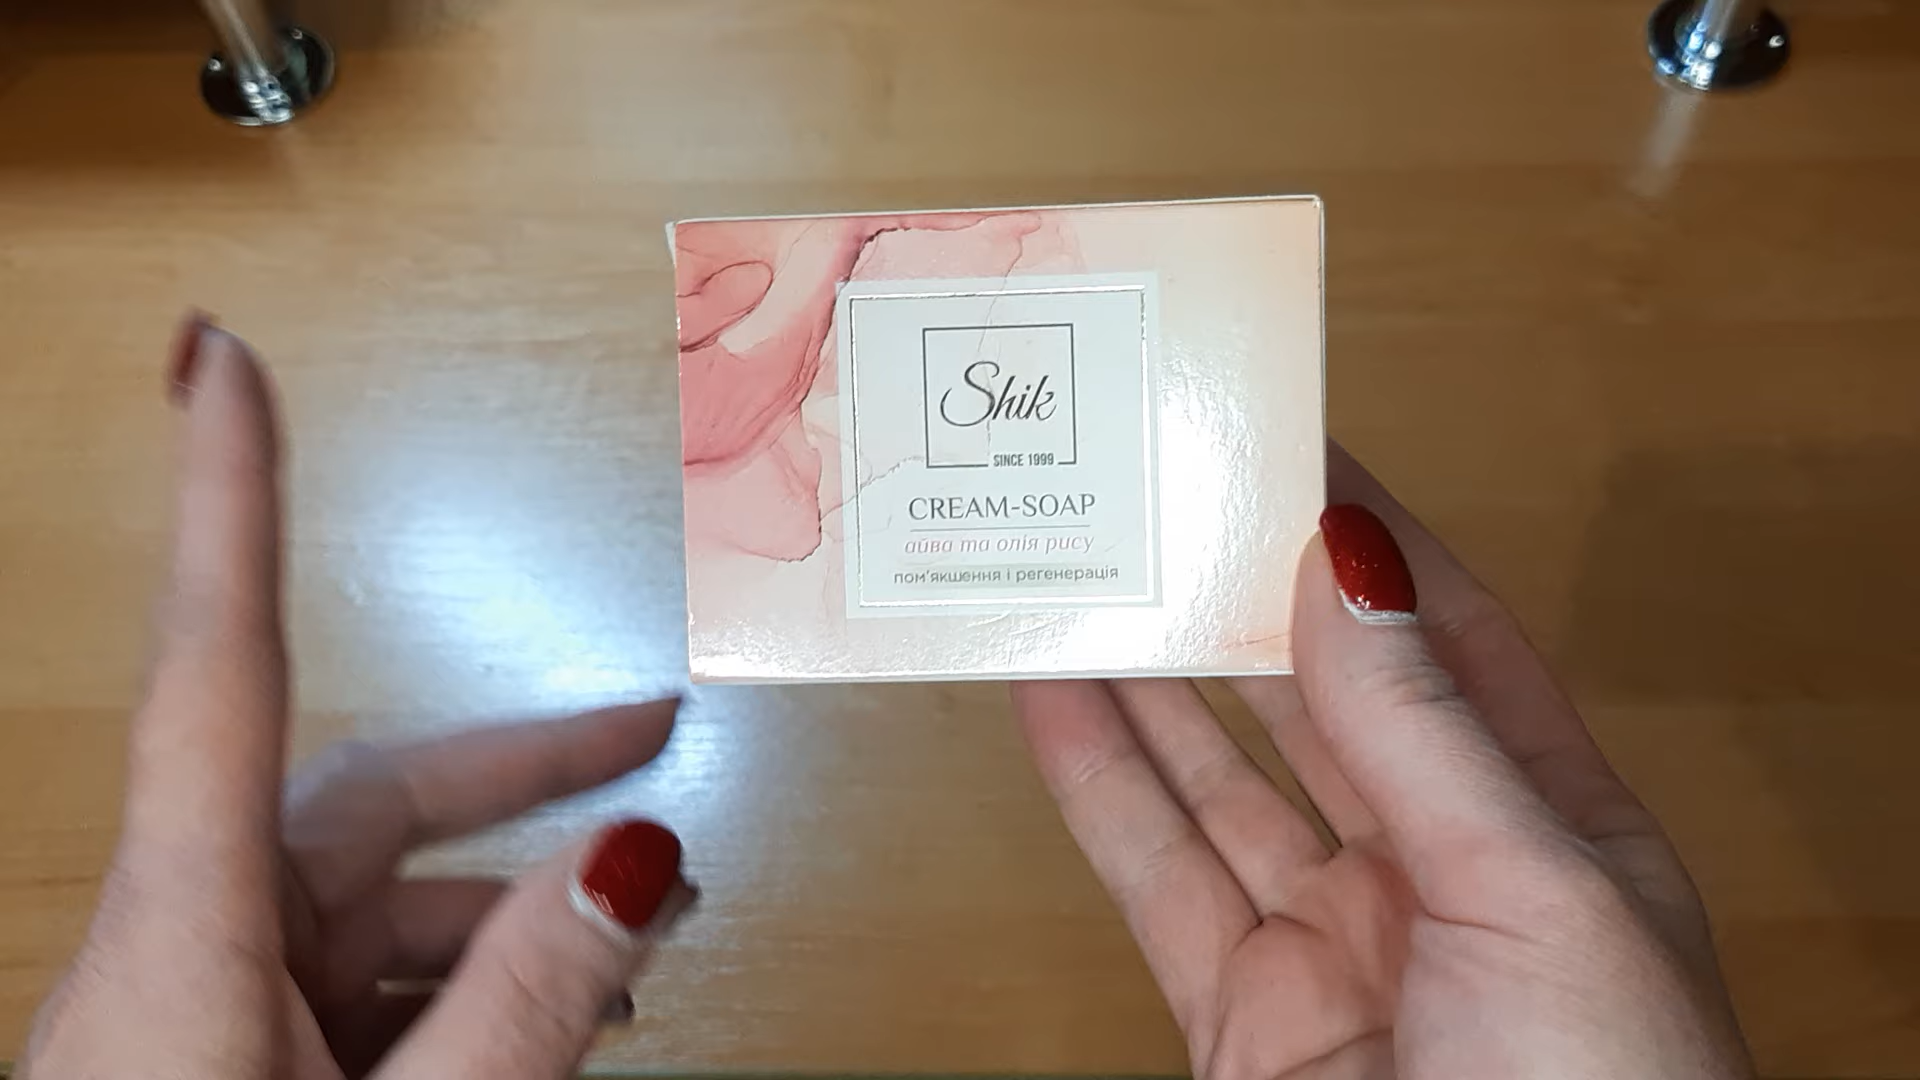 Shik
SINCE 1999
CREAM-SOAP
айва та олія рису
пом'якшення і регенерація